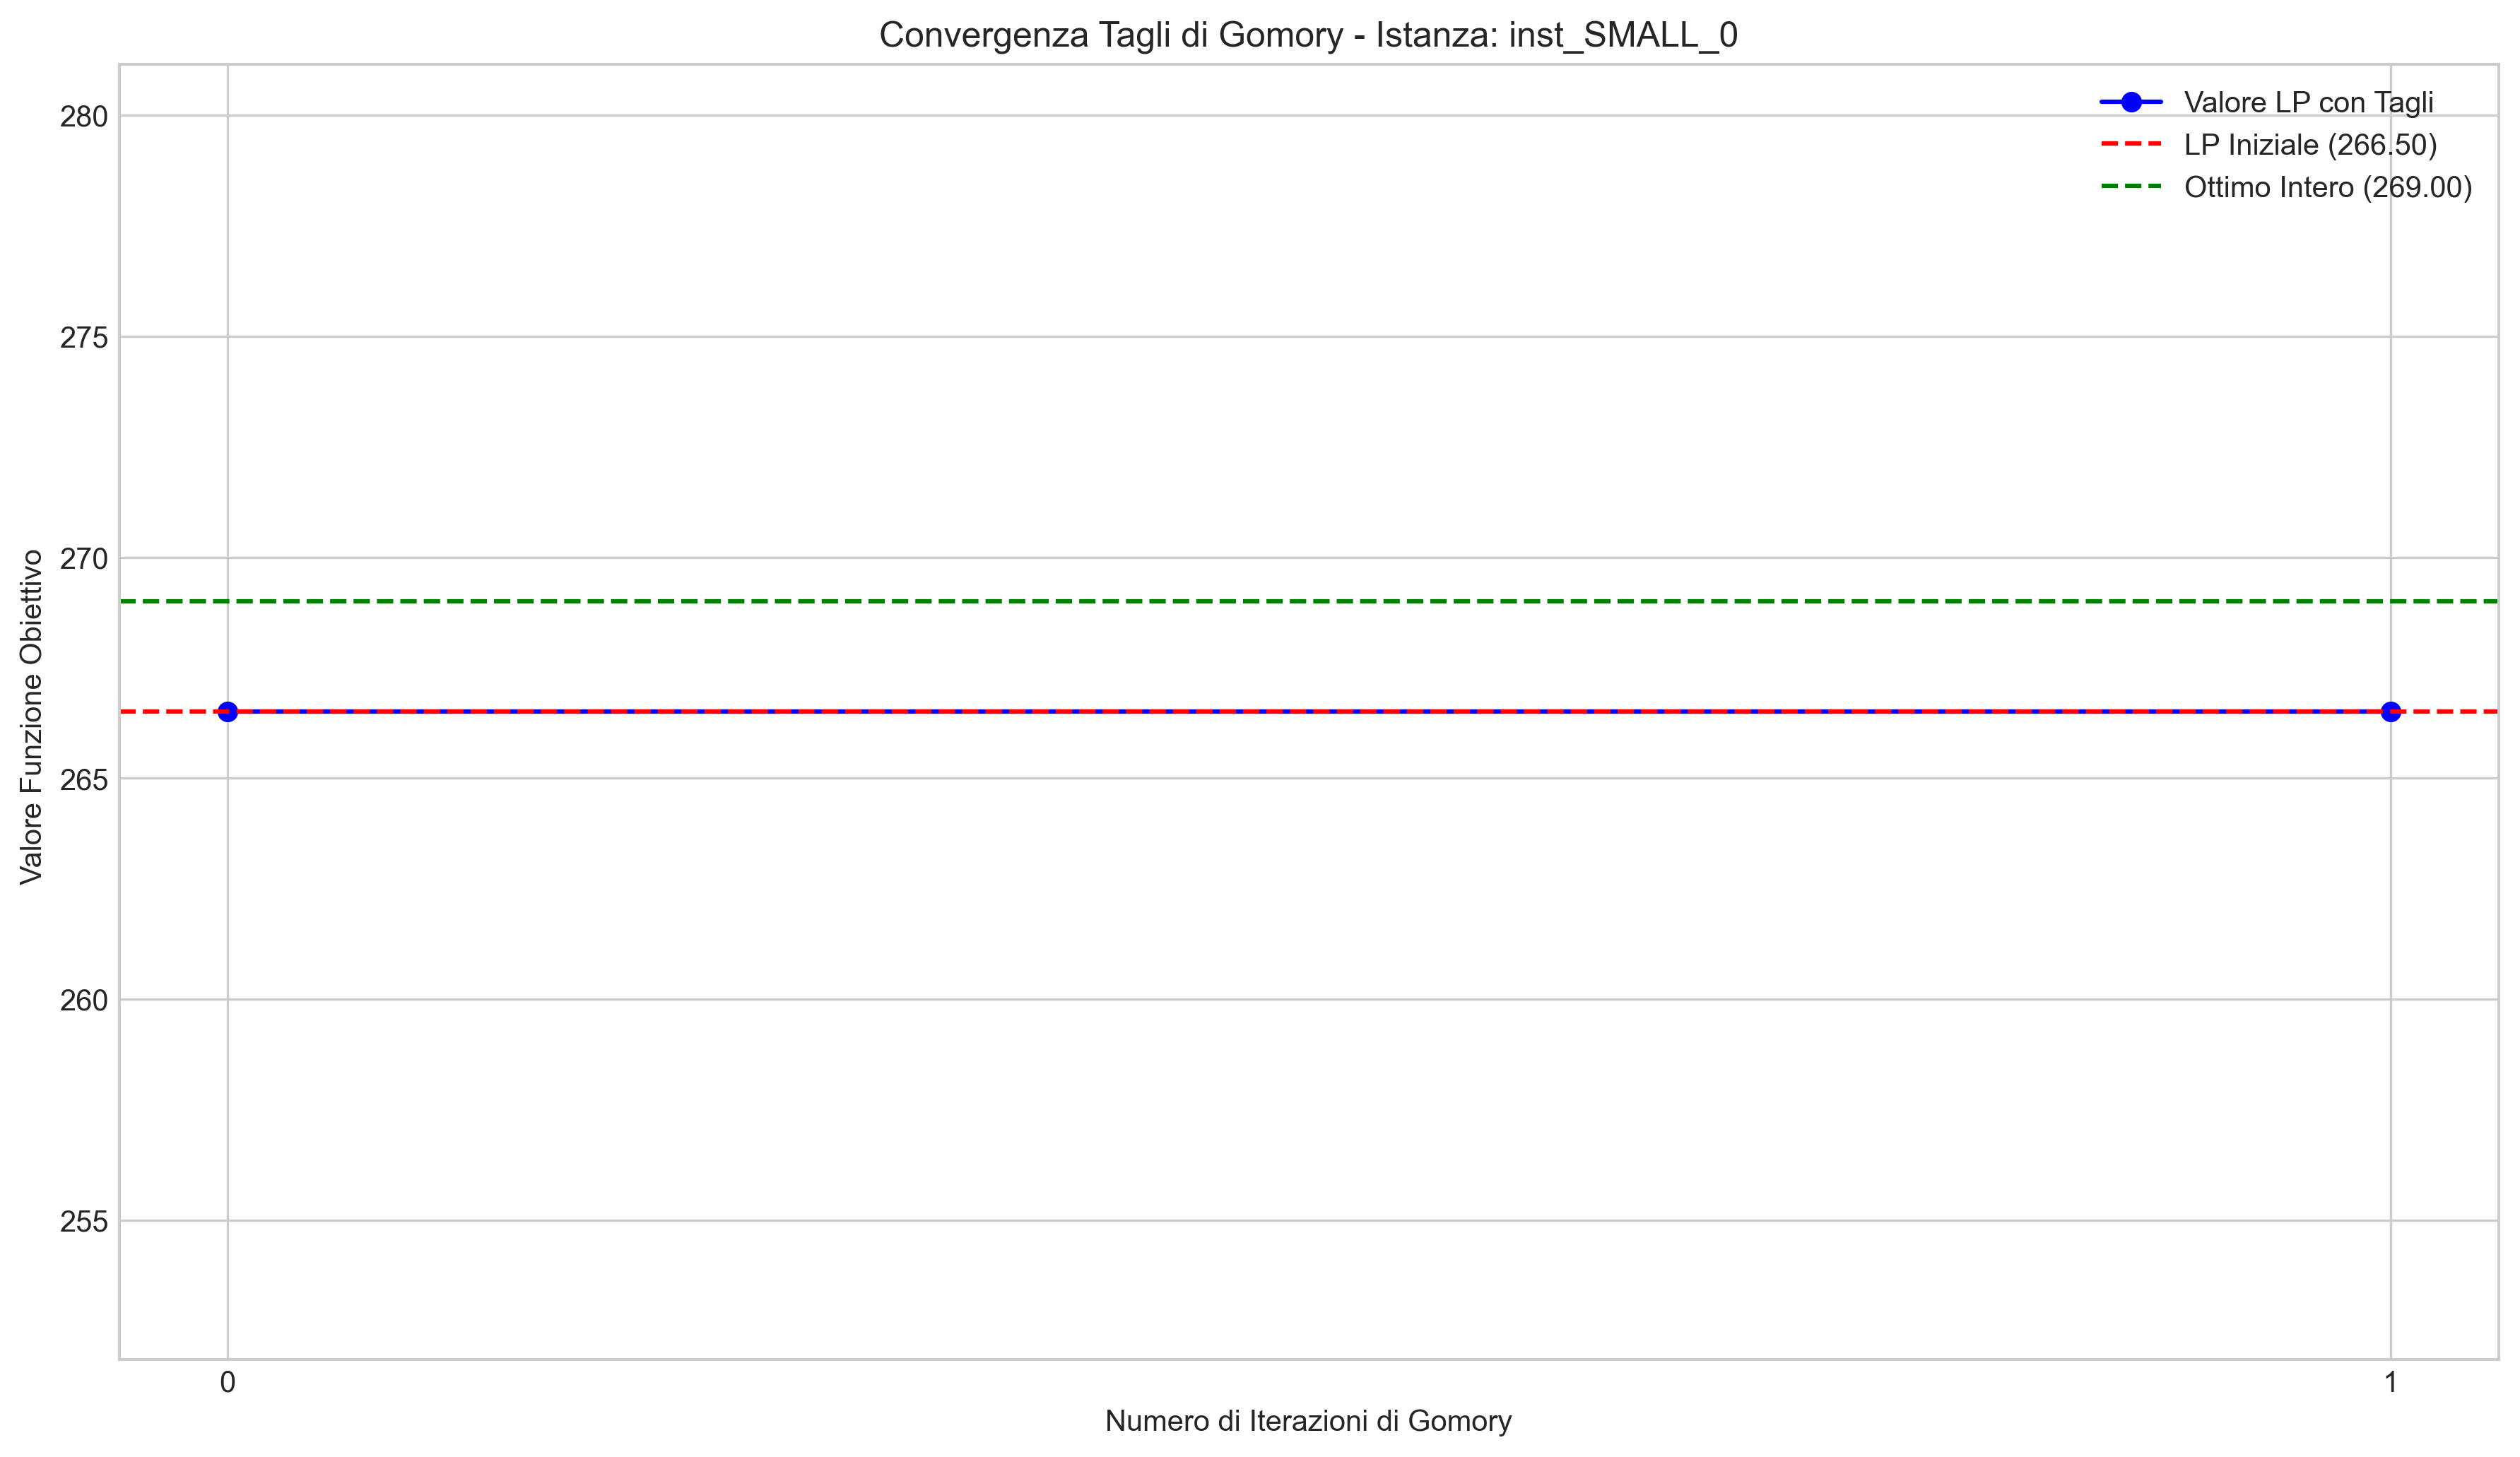 Convergenza Tagli di Gomory - Istanza: inst_SMALL_0
Valore LP con Tagli
LP Iniziale (266.50)
Ottimo Intero (269.00)
Valore Funzione Obiettivo
280
275
270
265
260
255
0
1
Numero di Iterazioni di Gomory